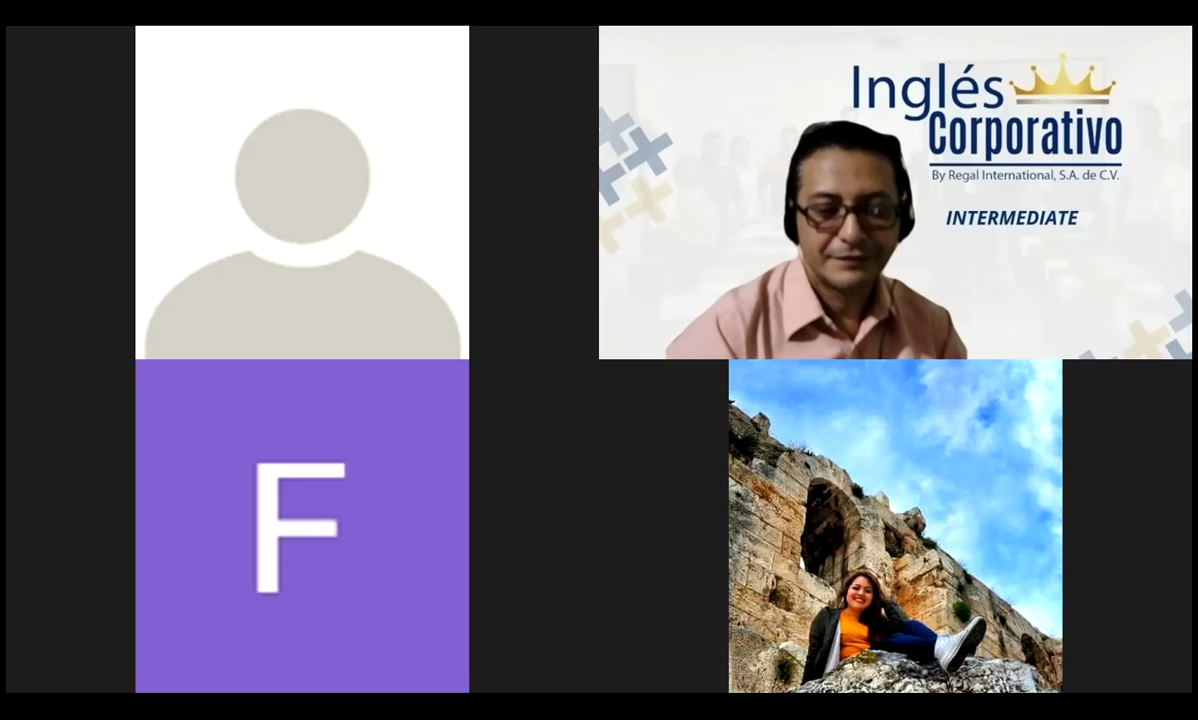 Inglés
Corporativo
By Regal International, S.A. de C.V.
INTERMEDIATE
F